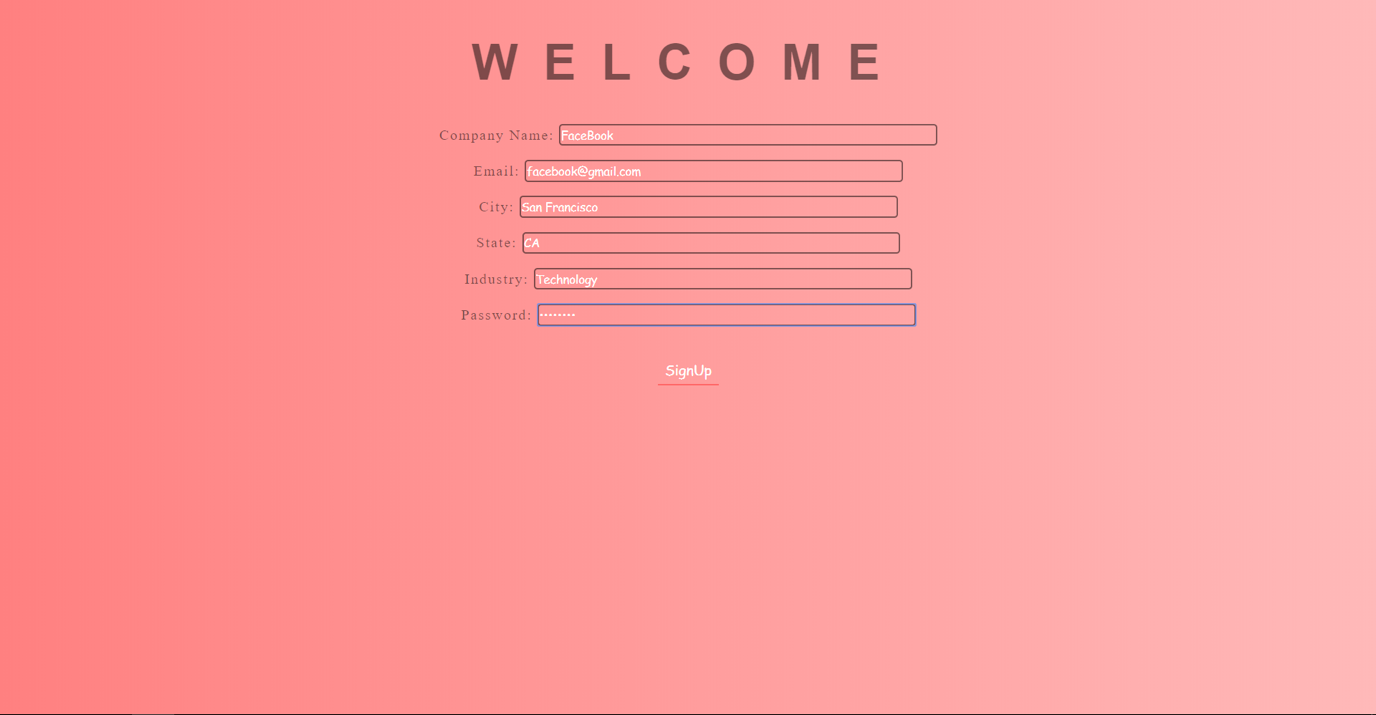 W E L C O M E
Company Name: FaceBook
Email: facebook@gmail.com
City: San Francisco
State: CA
Industry: Technology
Password: ••••••••
SignUp